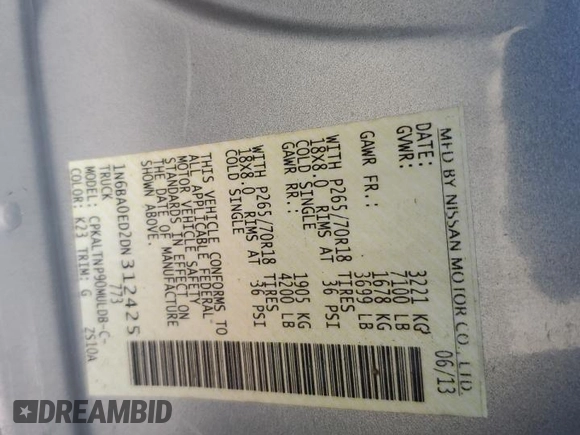 MFD BY NISSAN MOTOR CO., LTD.
DATE: 06/13
GVWR: 3221 KG
7100 LB
GAWR FR.: 1678 KG
3699 LB
WITH P265/70R18 TIRES
18x8.0 RIMS AT 36 PSI
COLD SINGLE
GAWR RR.: 1905 KG
4200 LB
WITH P265/70R18 TIRES
18x8.0 RIMS AT 36 PSI
COLD SINGLE
THIS VEHICLE CONFORMS TO
ALL APPLICABLE FEDERAL
MOTOR VEHICLE SAFETY
STANDARDS IN EFFECT ON
THE DATE OF MANUFACTURE
SHOWN ABOVE.
773
1N6BA0ED2DN312425
TRUCK
MODEL: CPKALTNP90MULDB-C-
COLOR: K23 TRIM: G 2510A
DREAMBID